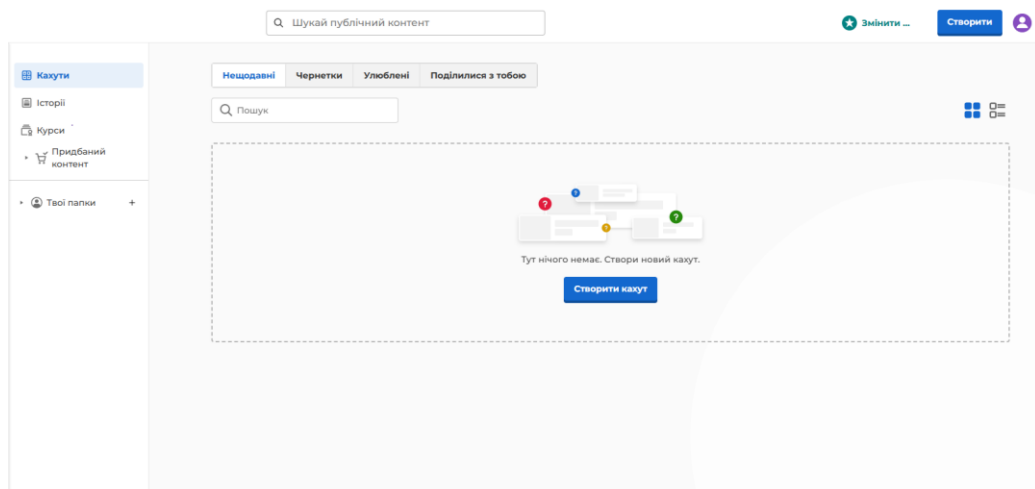 Шукай публічний контент
Змінити ...
Створити
Кахути
Історії
Курси
Придбаний
контент
Твої папки
+
Нещодавні
Чернетки
Улюблені
Поділилися з тобою
Пошук
?
?
?
?
Тут нічого немає. Створи новий кахут.
Створити кахут